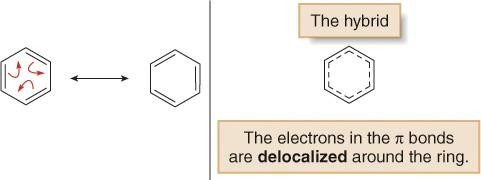 The hybrid
The electrons in the π bonds
are delocalized around the ring.